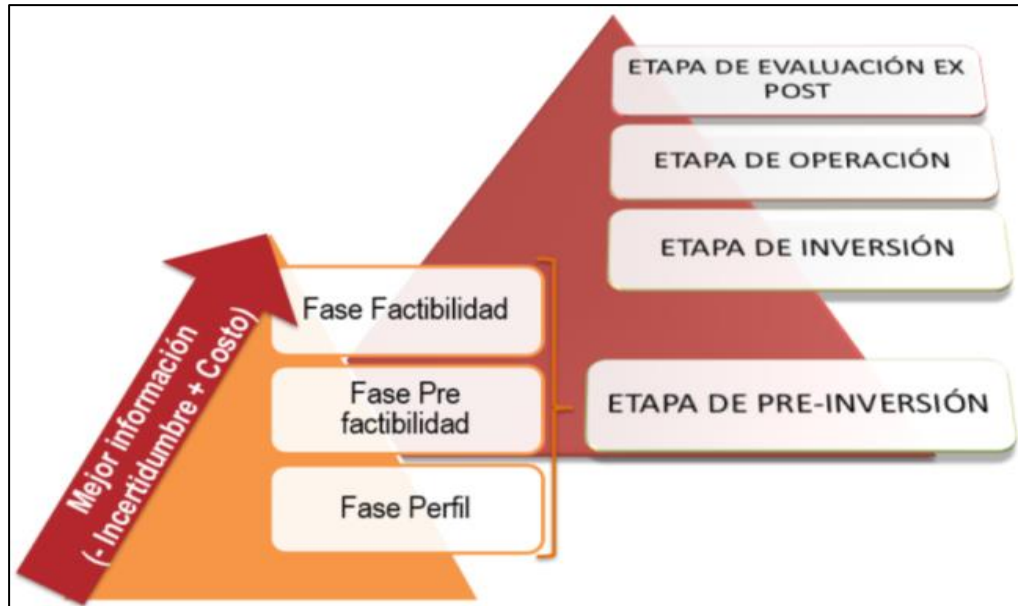 ETAPA DE EVALUACIÓN EX
POST
ETAPA DE OPERACIÓN
ETAPA DE INVERSIÓN
ETAPA DE PRE-INVERSIÓN
Fase Factibilidad
Fase Pre
factibilidad
Fase Perfil
Mejor información
(- Incertidumbre + Costo)